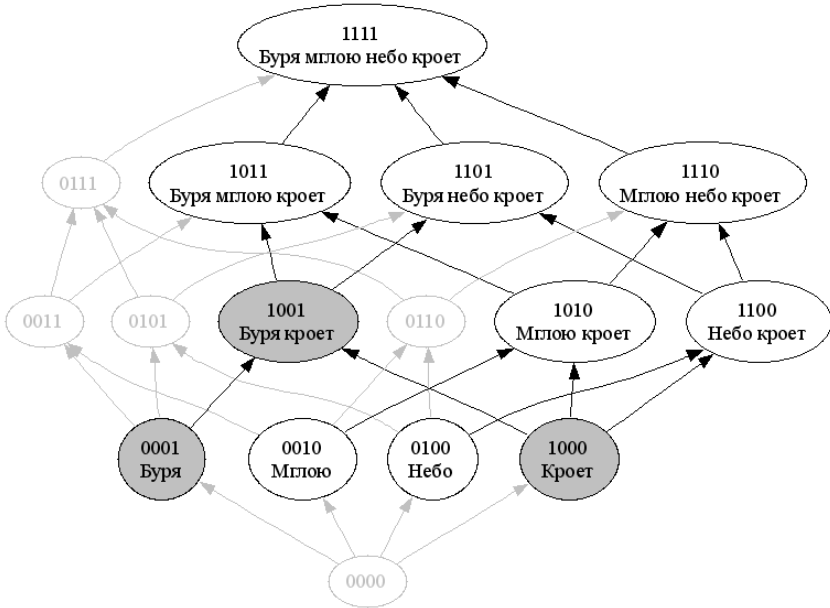 1111
Буря мглою небо кроет
1011
Буря мглою кроет
1101
Буря небо кроет
1110
Мглою небо кроет
0111
0011
0101
1001
Буря кроет
0110
1010
Мглою кроет
1100
Небо кроет
0001
Буря
0010
Мглою
0100
Небо
1000
Кроет
0000